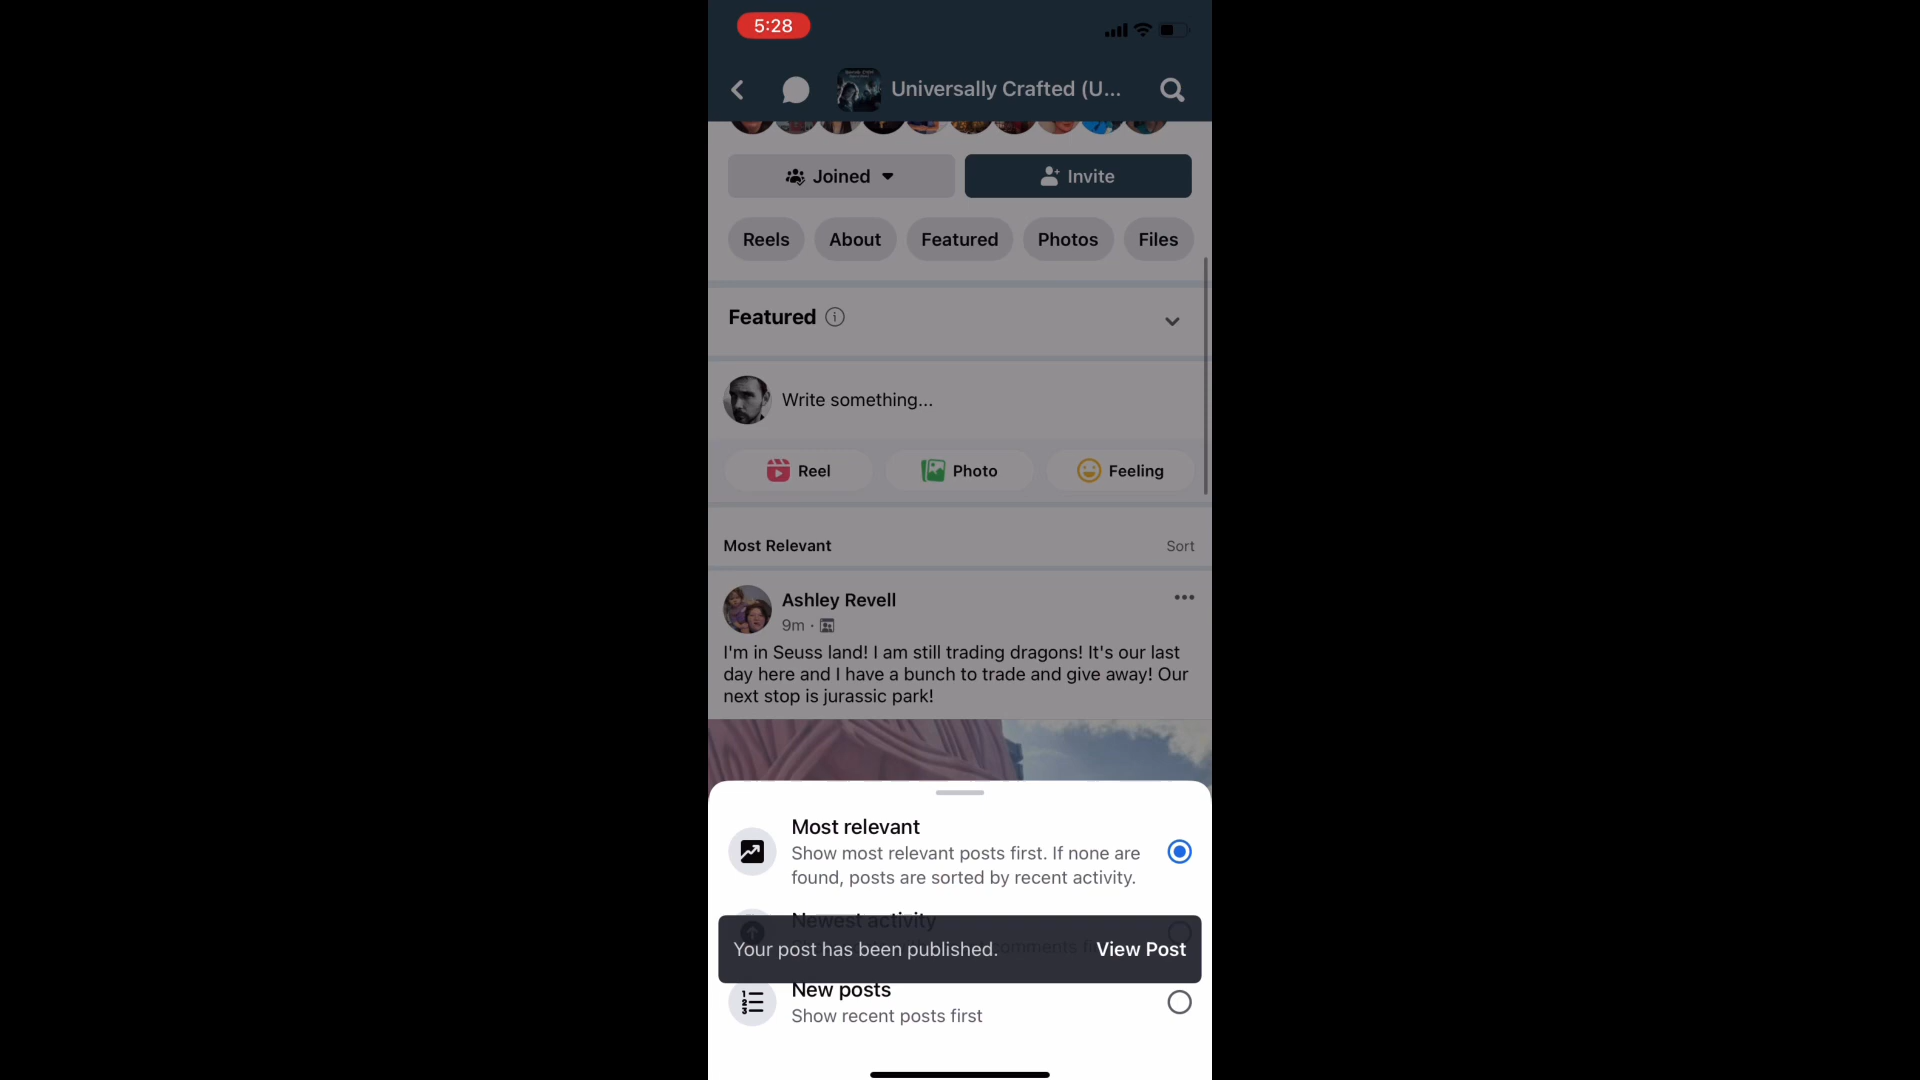 5:28
Universally Crafted (U...
Joined
Invite
Reels
About
Featured
Photos
Files
Featured
Write something...
Reel
Photo
Feeling
Most Relevant
Sort
Ashley Revell
9m ·
I'm in Seuss land! I am still trading dragons! It's our last
day here and I have a bunch to trade and give away! Our
next stop is jurassic park!
Most relevant
Show most relevant posts first. If none are
found, posts are sorted by recent activity.
Newest activity
Your post has been published.
comments
View Post
New posts
Show recent posts first